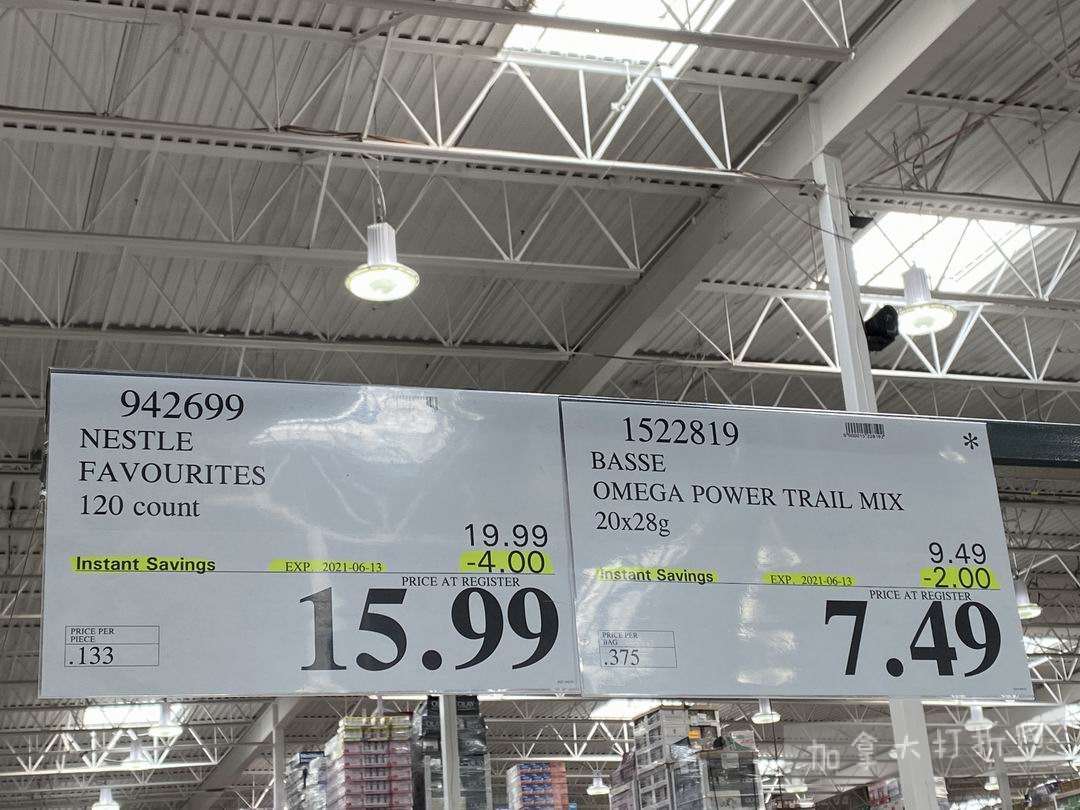 942699
NESTLE
FAVOURITES
120 count
19.99
Instant Savings EXP. 2021-06-13 -4.00
PRICE AT REGISTER
15.99
PRICE PER
PIECE
.133
1522819
*
BASSE
OMEGA POWER TRAIL MIX
20x28g
9.49
Instant Savings EXP. 2021-06-13 -2.00
PRICE AT REGISTER
7.49
PRICE PER
BAG
.375
加拿大打折